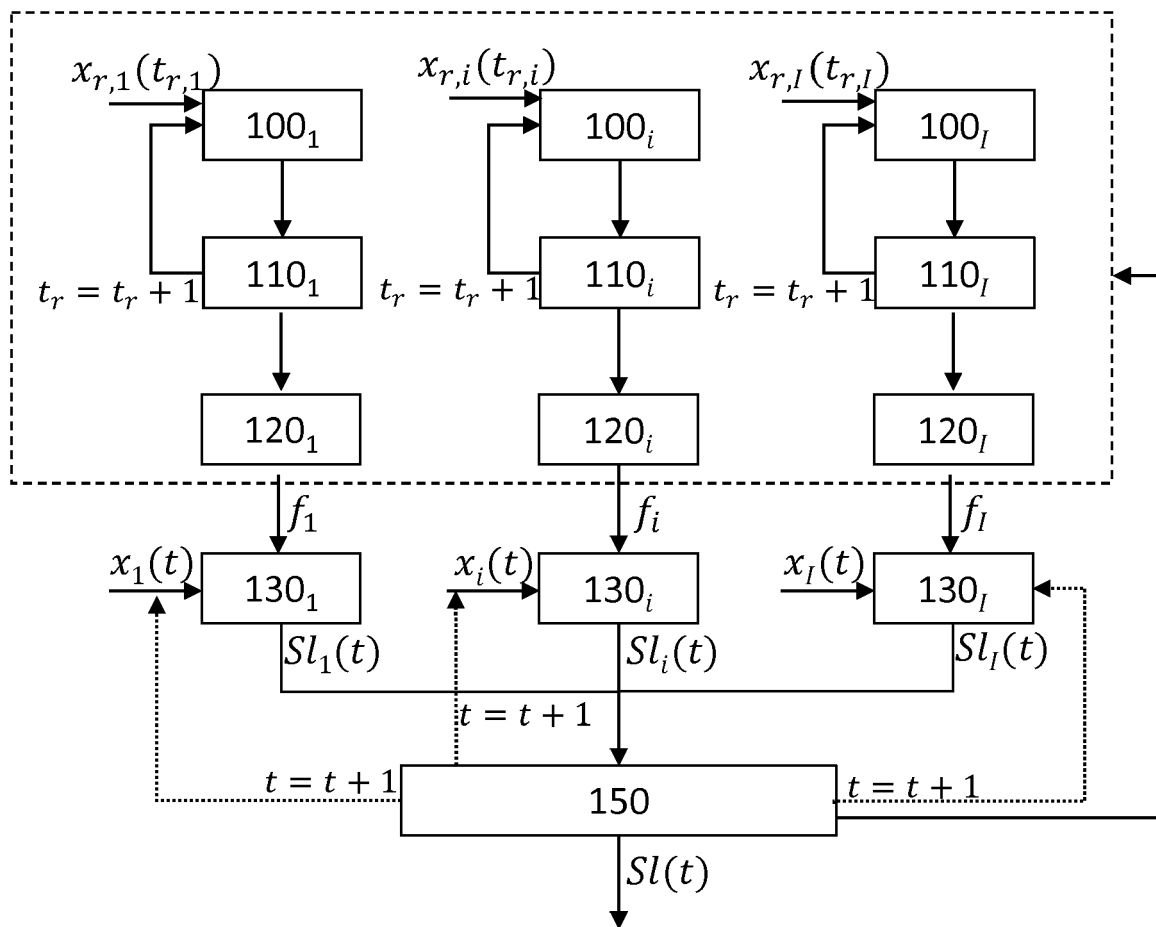 x_{r,1}(t_{r,1}) x_{r,i}(t_{r,i}) x_{r,I}(t_{r,I})
100_1 100_i 100_I
110_1 110_i 110_I
t_r = t_r + 1 t_r = t_r + 1 t_r = t_r + 1
120_1 120_i 120_I
f_1 f_i f_I
x_1(t) x_i(t) x_I(t)
130_1 130_i 130_I
Sl_1(t) Sl_i(t) Sl_I(t)
t = t + 1
t = t + 1 150 t = t + 1
Sl(t)